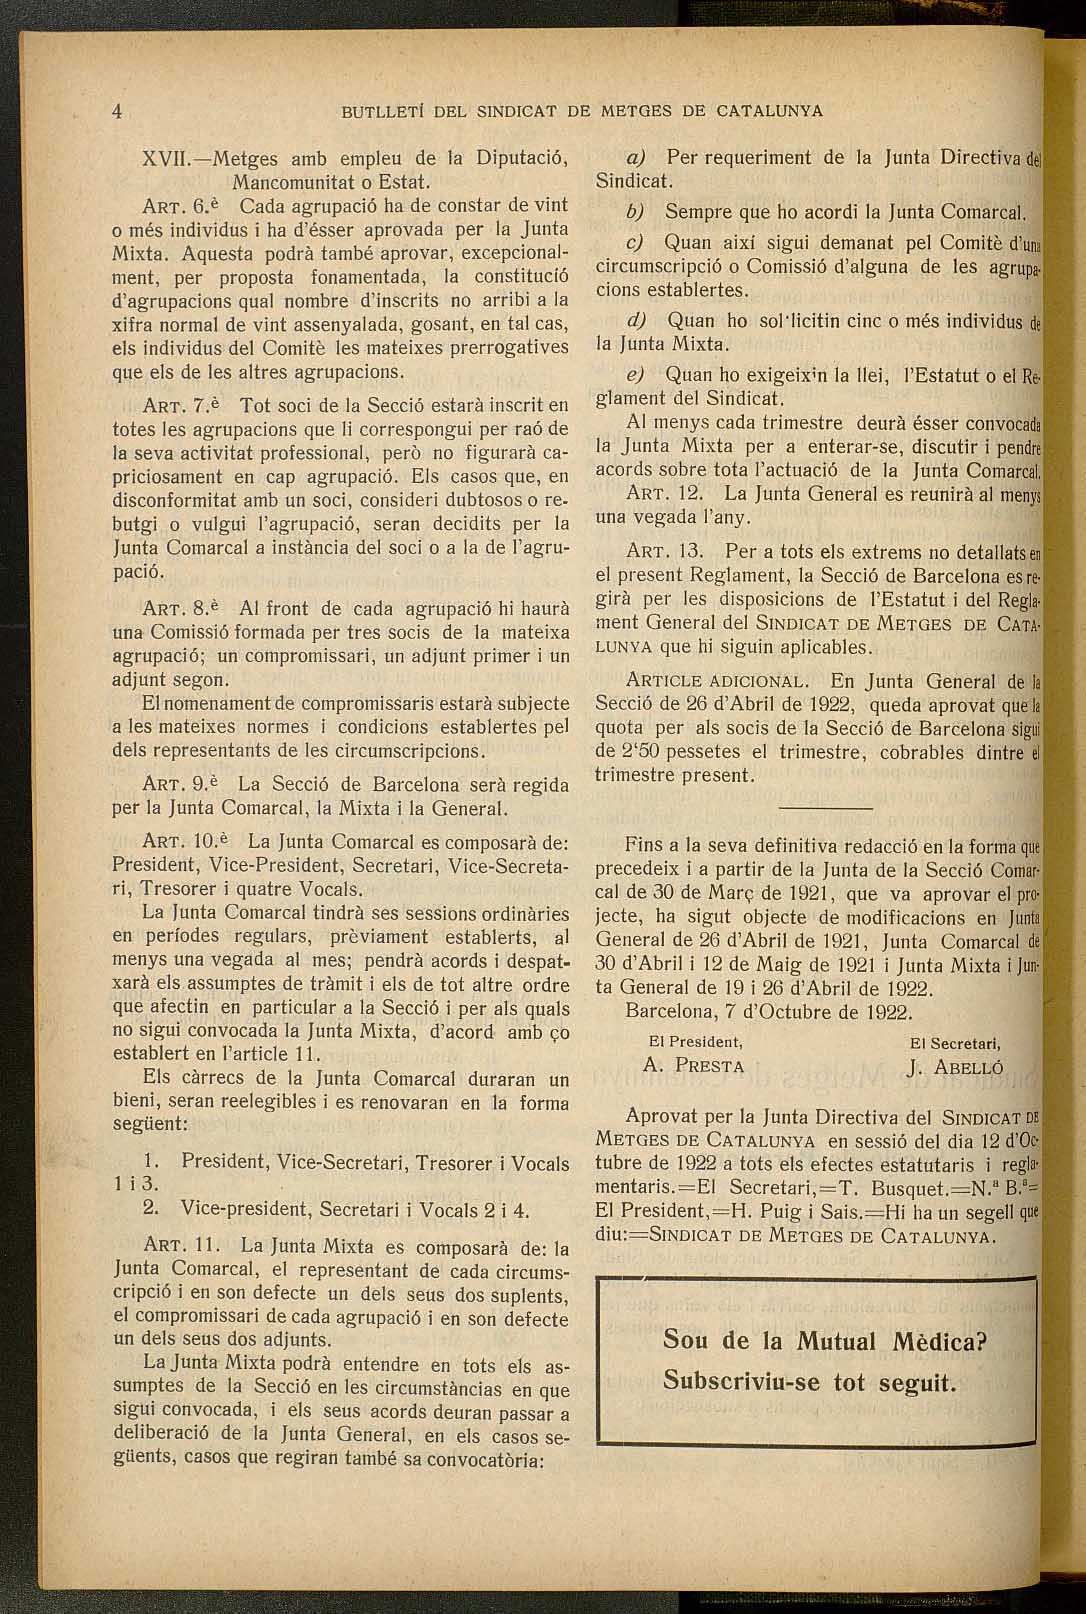 4
BUTLLETÍ DEL SINDICAT DE METGES DE CATALUNYA
XVII.—Metges amb empleu de la Diputació,
Mancomunitat o Estat.
ART. 6.è Cada agrupació ha de constar de vint
o més individus i ha d'ésser aprovada per la Junta
Mixta. Aquesta podrà també aprovar, excepcional-
ment, per proposta fonamentada, la constitució
d'agrupacions qual nombre d'inscrits no arribi a la
xifra normal de vint assenyalada, gosant, en tal cas,
els individus del Comitè les mateixes prerrogatives
que els de les altres agrupacions.
ART. 7.è Tot soci de la Secció estarà inscrit en
totes les agrupacions que li correspongui per raó de
la seva activitat professional, però no figurarà ca-
priciosament en cap agrupació. Els casos que, en
disconformitat amb un soci, consideri dubtosos o re-
butgi o vulgui l'agrupació, seran decidits per la
Junta Comarcal a instància del soci o a la de l'agru-
pació.
ART. 8.è Al front de cada agrupació hi haurà
una Comissió formada per tres socis de la mateixa
agrupació; un compromissari, un adjunt primer i un
adjunt segon.
El nomenament de compromissaris estarà subjecte
a les mateixes normes i condicions establertes pel
dels representants de les circumscripcions.
ART. 9.è La Secció de Barcelona serà regida
per la Junta Comarcal, la Mixta i la General.
ART. 10.è La Junta Comarcal es composarà de:
President, Vice-President, Secretari, Vice-Secreta-
ri, Tresorer i quatre Vocals.
La Junta Comarcal tindrà ses sessions ordinàries
en períodes regulars, prèviament establerts, al
menys una vegada al mes; pendrà acords i despat-
xarà els assumptes de tràmit i els de tot altre ordre
que afectin en particular a la Secció i per als quals
no sigui convocada la Junta Mixta, d'acord amb ço
establert en l'article 11.
Els càrrecs de la Junta Comarcal duraran un
bieni, seran reelegibles i es renovaran en la forma
següent:
1. President, Vice-Secretari, Tresorer i Vocals
1 i 3.
2. Vice-president, Secretari i Vocals 2 i 4.
ART. 11. La Junta Mixta es composarà de: la
Junta Comarcal, el representant de cada circums-
cripció i en son defecte un dels seus dos suplents,
el compromissari de cada agrupació i en son defecte
un dels seus dos adjunts.
La Junta Mixta podrà entendre en tots els as-
sumptes de la Secció en les circumstàncias en que
sigui convocada, i els seus acords deuran passar a
deliberació de la Junta General, en els casos se-
güents, casos que regiran també sa convocatòria:
a) Per requeriment de la Junta Directiva del
Sindicat.
b) Sempre que ho acordi la Junta Comarcal.
c) Quan així sigui demanat pel Comitè d'una
circumscripció o Comissió d'alguna de les agrupa-
cions establertes.
d) Quan ho sol·licitin cinc o més individus de
la Junta Mixta.
e) Quan ho exigeixin la llei, l'Estatut o el Re-
glament del Sindicat.
Al menys cada trimestre deurà ésser convocada
la Junta Mixta per a enterar-se, discutir i pendre
acords sobre tota l'actuació de la Junta Comarcal.
ART. 12. La Junta General es reunirà al menys
una vegada l'any.
ART. 13. Per a tots els extrems no detallats en
el present Reglament, la Secció de Barcelona es re-
girà per les disposicions de l'Estatut i del Regla-
ment General del SINDICAT DE METGES DE CATA-
LUNYA que hi siguin aplicables.
ARTICLE ADICIONAL. En Junta General de la
Secció de 26 d'Abril de 1922, queda aprovat que la
quota per als socis de la Secció de Barcelona sigui
de 2'50 pessetes el trimestre, cobrables dintre el
trimestre present.
Fins a la seva definitiva redacció en la forma que
precedeix i a partir de la Junta de la Secció Comar-
cal de 30 de Març de 1921, que va aprovar el pro-
jecte, ha sigut objecte de modificacions en Junta
General de 26 d'Abril de 1921, Junta Comarcal de
30 d'Abril i 12 de Maig de 1921 i Junta Mixta i Jun-
ta General de 19 i 26 d'Abril de 1922.
Barcelona, 7 d'Octubre de 1922.
El President, El Secretari,
A. PRESTA J. ABELLÓ
Aprovat per la Junta Directiva del SINDICAT DE
METGES DE CATALUNYA en sessió del dia 12 d'Oc-
tubre de 1922 a tots els efectes estatutaris i regla-
mentaris.=El Secretari,=T. Busquet.=N.ª B.ª=
El President,=H. Puig i Sais.=Hi ha un segell que
diu:=SINDICAT DE METGES DE CATALUNYA.
Sou de la Mutual Mèdica?
Subscriviu-se tot seguit.